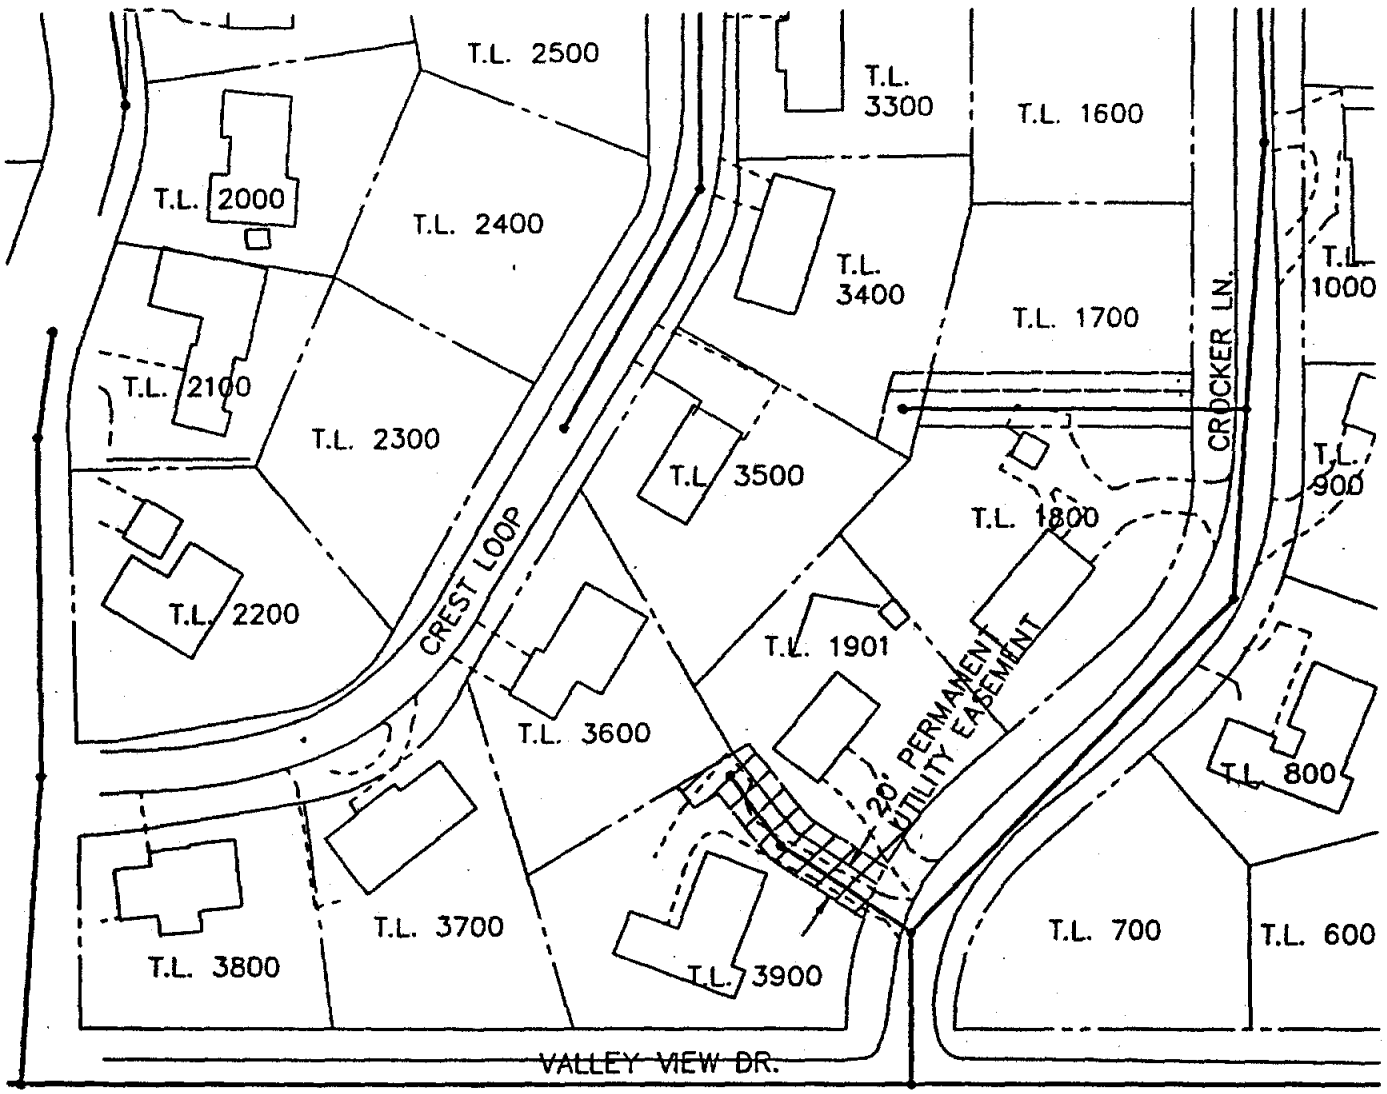 T.L. 2500
T.L.
3300
T.L. 1600
T.L. 2000
T.L. 2400
T.L.
3400
T.L.
1000
T.L. 1700
CROCKER LN.
T.L. 2100
T.L. 2300
T.L. 3500
T.L.
900
T.L. 1800
CREST LOOP
T.L. 2200
T.L. 1901
20' PERMANENT
UTILITY EASEMENT
T.L. 3600
T.L. 800
T.L. 3700
T.L. 700
T.L. 600
T.L. 3800
T.L. 3900
VALLEY VIEW DR.